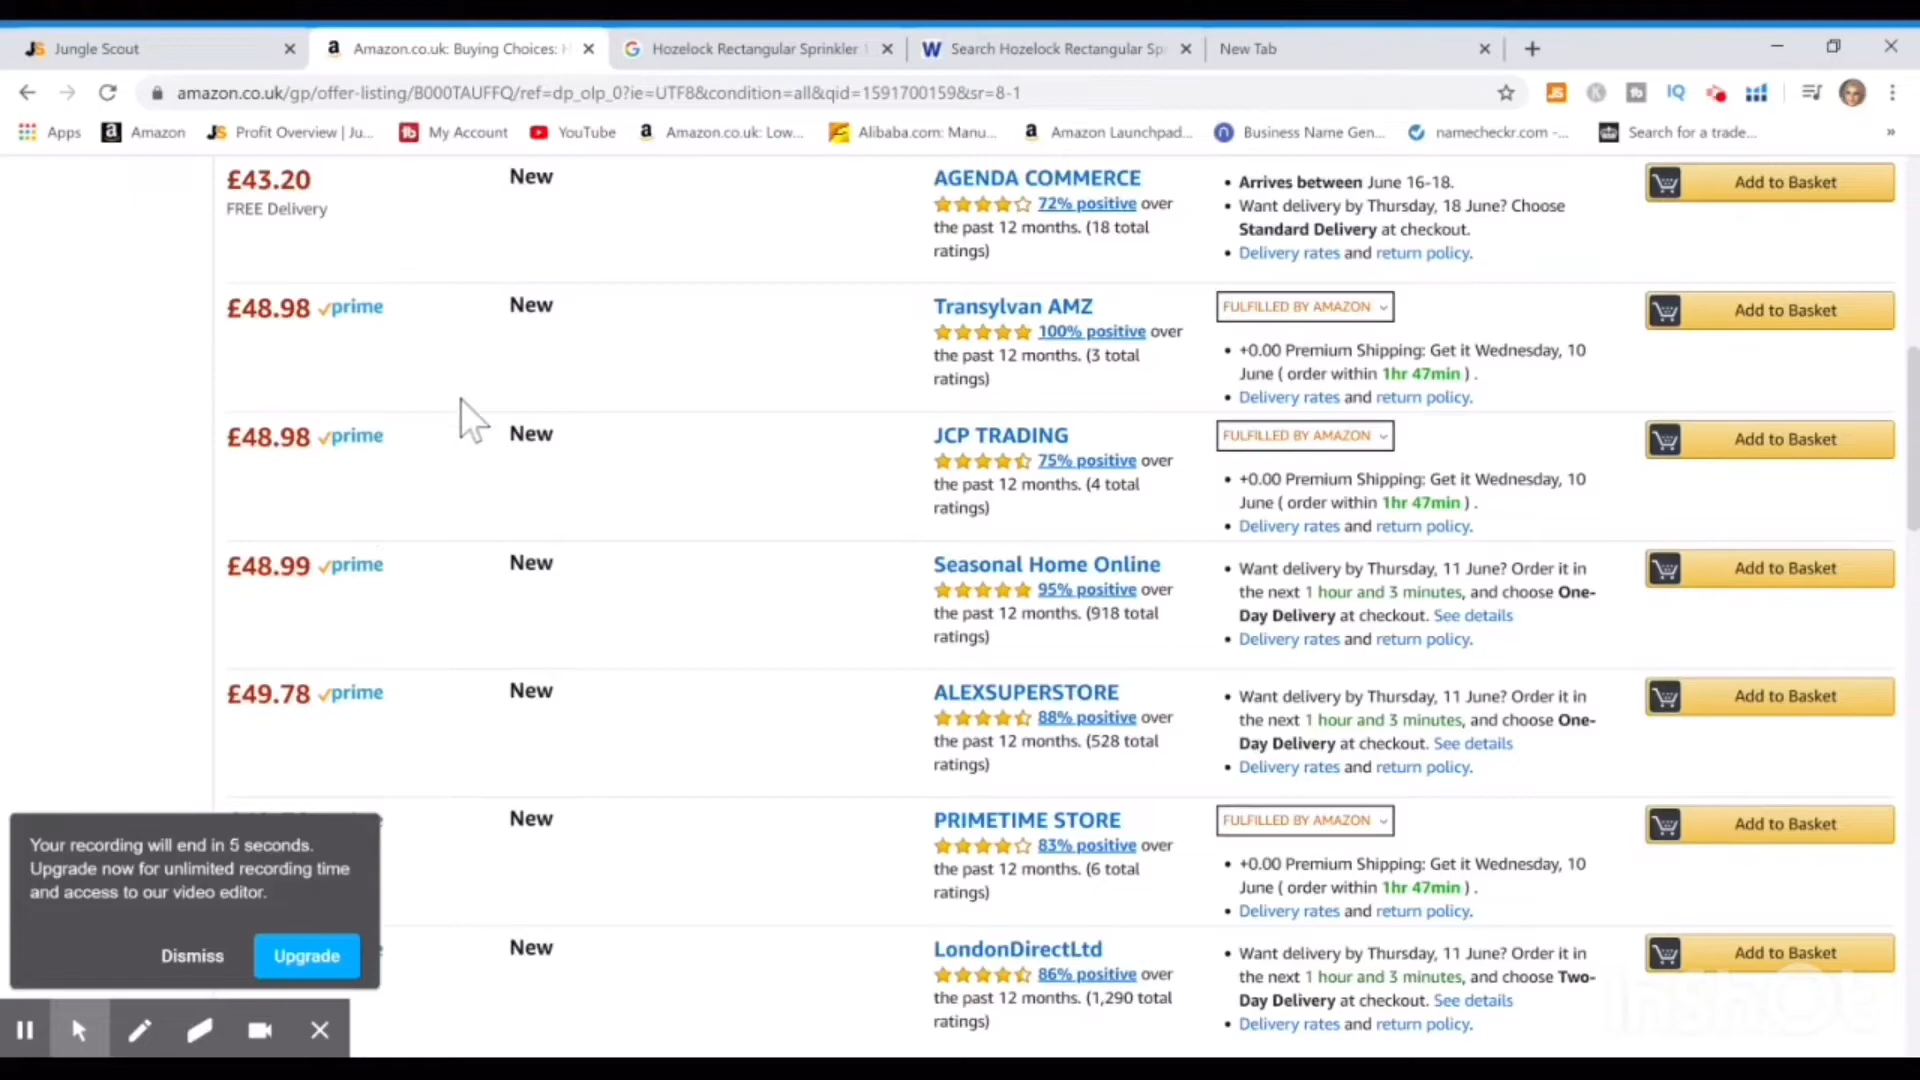 Jungle Scout
Amazon.co.uk: Buying Choices: H
Hozelock Rectangular Sprinkler
Search Hozelock Rectangular Sp
New Tab
amazon.co.uk/gp/offer-listing/B000TAUFFQ/ref=dp_olp_0?ie=UTF8&condition=all&qid=1591700159&sr=8-1
Apps
Amazon
Profit Overview | Ju...
My Account
YouTube
Amazon.co.uk: Low...
Alibaba.com: Manu...
Amazon Launchpad...
Business Name Gen...
namecheckr.com -...
Search for a trade...
»
£43.20
FREE Delivery
New
AGENDA COMMERCE
72% positive over
the past 12 months. (18 total
ratings)
• Arrives between June 16-18.
• Want delivery by Thursday, 18 June? Choose
Standard Delivery at checkout.
• Delivery rates and return policy.
Add to Basket
£48.98 prime
New
Transylvan AMZ
100% positive over
the past 12 months. (3 total
ratings)
FULFILLED BY AMAZON
• +0.00 Premium Shipping: Get it Wednesday, 10
June ( order within 1hr 47min ) .
• Delivery rates and return policy.
Add to Basket
£48.98 prime
New
JCP TRADING
75% positive over
the past 12 months. (4 total
ratings)
FULFILLED BY AMAZON
• +0.00 Premium Shipping: Get it Wednesday, 10
June ( order within 1hr 47min ) .
• Delivery rates and return policy.
Add to Basket
£48.99 prime
New
Seasonal Home Online
95% positive over
the past 12 months. (918 total
ratings)
• Want delivery by Thursday, 11 June? Order it in
the next 1 hour and 3 minutes, and choose One-
Day Delivery at checkout. See details
• Delivery rates and return policy.
Add to Basket
£49.78 prime
New
ALEXSUPERSTORE
88% positive over
the past 12 months. (528 total
ratings)
• Want delivery by Thursday, 11 June? Order it in
the next 1 hour and 3 minutes, and choose One-
Day Delivery at checkout. See details
• Delivery rates and return policy.
Add to Basket
New
PRIMETIME STORE
83% positive over
the past 12 months. (6 total
ratings)
FULFILLED BY AMAZON
• +0.00 Premium Shipping: Get it Wednesday, 10
June ( order within 1hr 47min ) .
• Delivery rates and return policy.
Add to Basket
New
LondonDirectLtd
86% positive over
the past 12 months. (1,290 total
ratings)
• Want delivery by Thursday, 11 June? Order it in
the next 1 hour and 3 minutes, and choose Two-
Day Delivery at checkout. See details
• Delivery rates and return policy.
Add to Basket
Your recording will end in 5 seconds.
Upgrade now for unlimited recording time
and access to our video editor.
Dismiss
Upgrade
InShOt